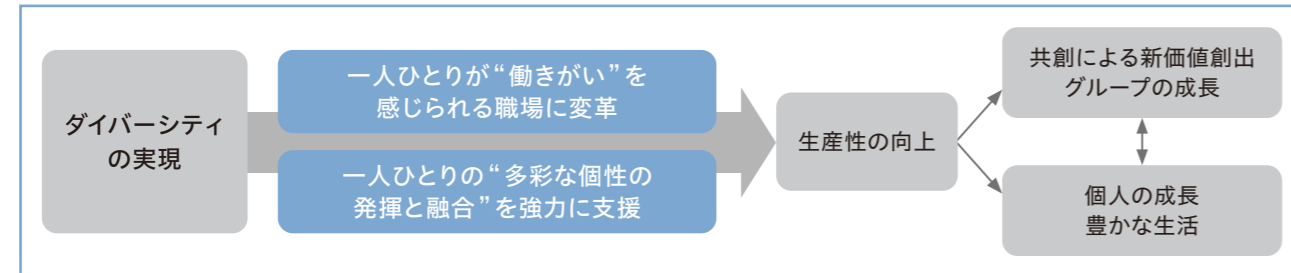 ダイバーシティ
の実現
一人ひとりが“働きがい”を
感じられる職場に変革
一人ひとりの“多彩な個性の
発揮と融合”を強力に支援
生産性の向上
共創による新価値創出
グループの成長
個人の成長
豊かな生活